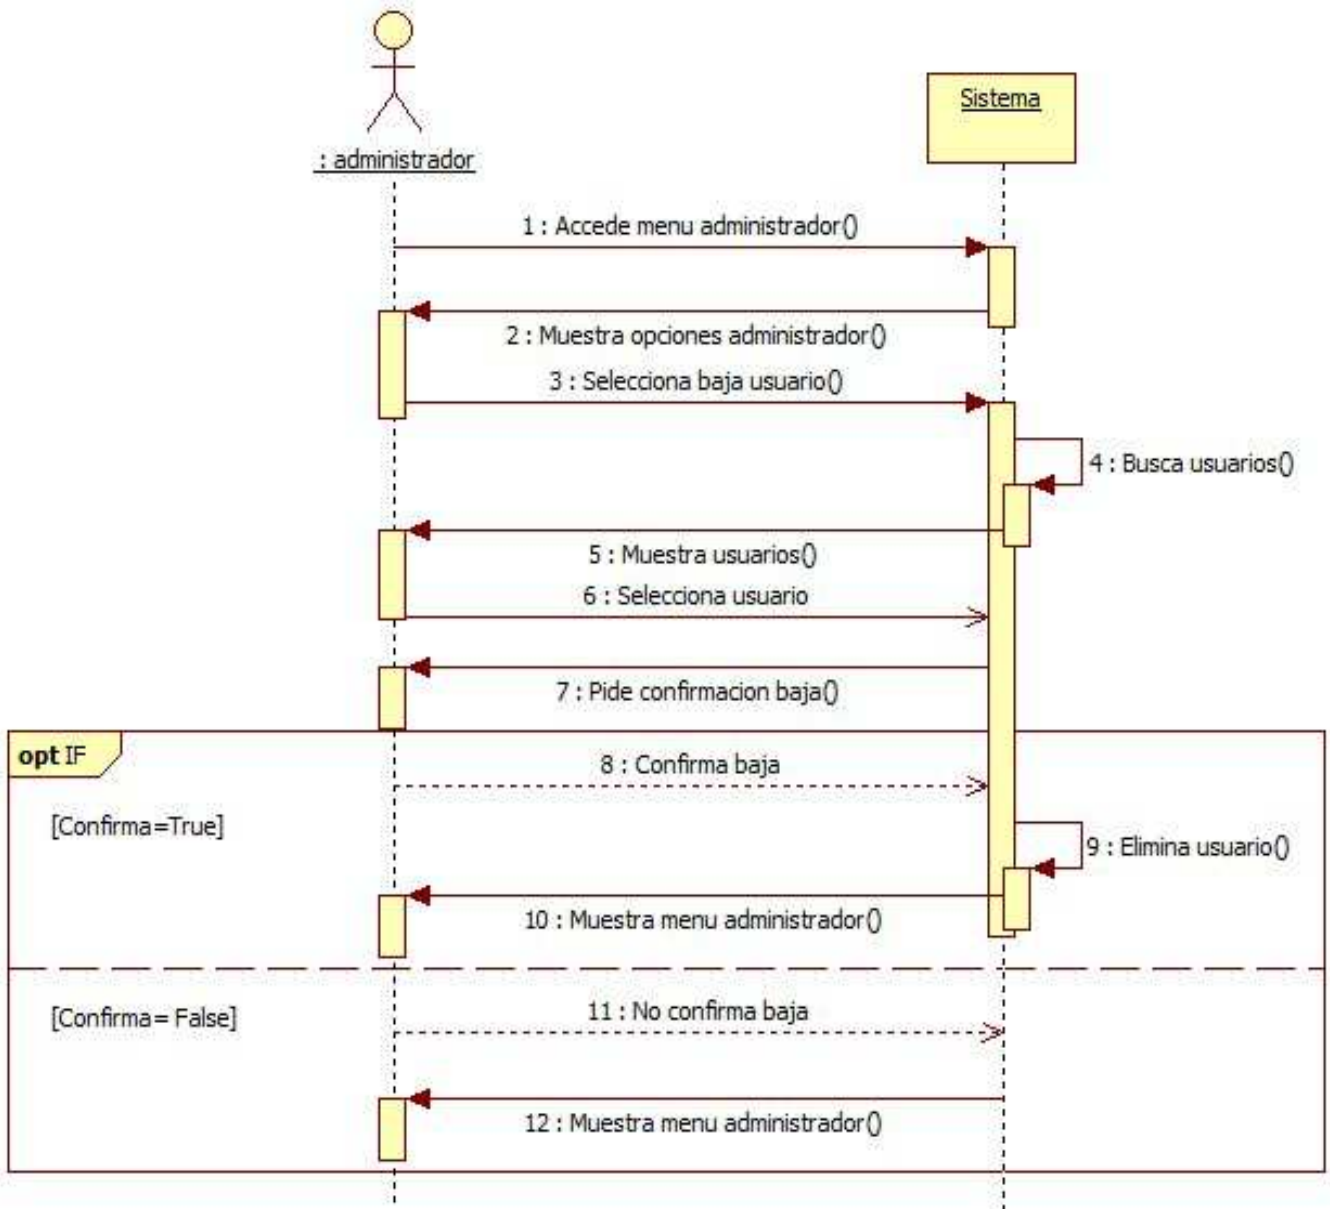 Sistema
: administrador
1 : Accede menu administrador()
2 : Muestra opciones administrador()
3 : Selecciona baja usuario()
4 : Busca usuarios()
5 : Muestra usuarios()
6 : Selecciona usuario
7 : Pide confirmacion baja()
opt IF
8 : Confirma baja
[Confirma=True]
9 : Elimina usuario()
10 : Muestra menu administrador()
[Confirma= False]
11 : No confirma baja
12 : Muestra menu administrador()